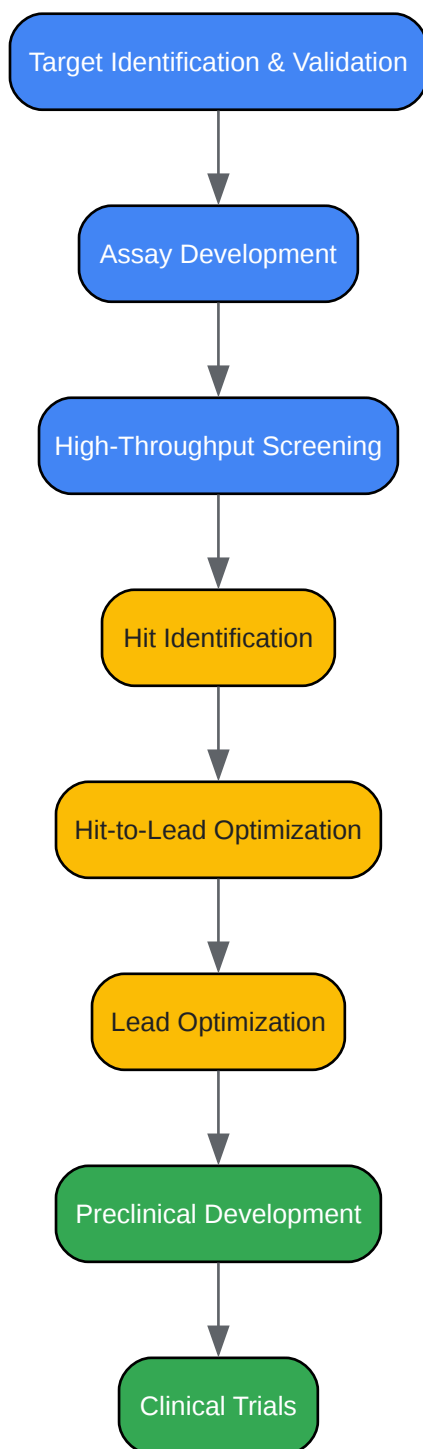 Target Identification & Validation
Assay Development
High-Throughput Screening
Hit Identification
Hit-to-Lead Optimization
Lead Optimization
Preclinical Development
Clinical Trials